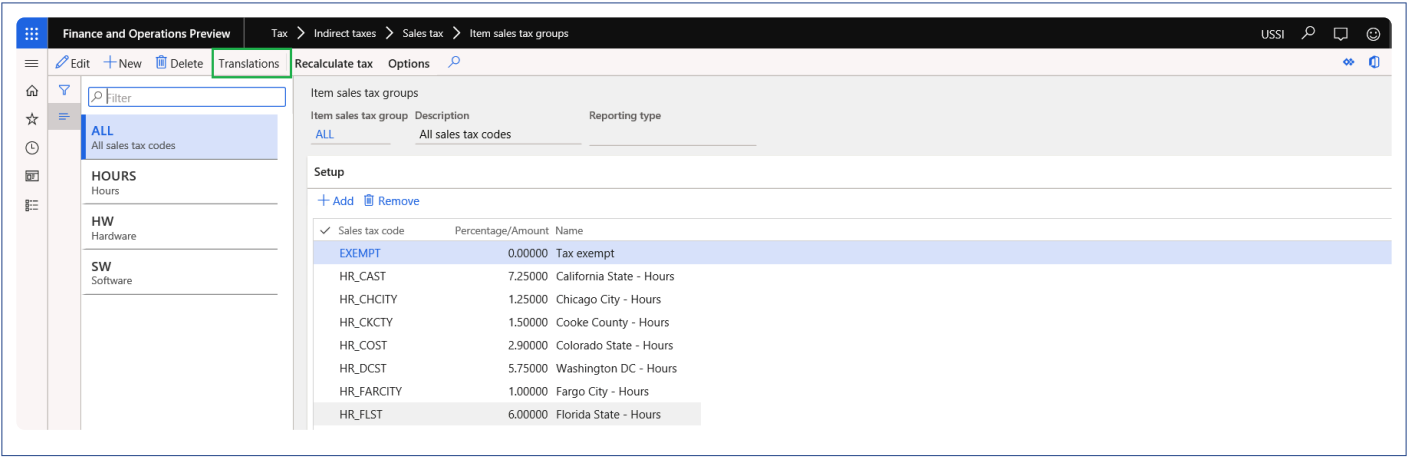 Finance and Operations Preview Tax > Indirect taxes > Sales tax > Item sales tax groups USSI
Edit + New Delete Translations Recalculate tax Options
Filter
ALL
All sales tax codes
HOURS
Hours
HW
Hardware
SW
Software
Item sales tax groups
Item sales tax group Description Reporting type
ALL All sales tax codes
Setup
+ Add Remove
Sales tax code Percentage/Amount Name
EXEMPT 0.00000 Tax exempt
HR_CAST 7.25000 California State - Hours
HR_CHCITY 1.25000 Chicago City - Hours
HR_CKCTY 1.50000 Cooke County - Hours
HR_COST 2.90000 Colorado State - Hours
HR_DCST 5.75000 Washington DC - Hours
HR_FARCITY 1.00000 Fargo City - Hours
HR_FLST 6.00000 Florida State - Hours